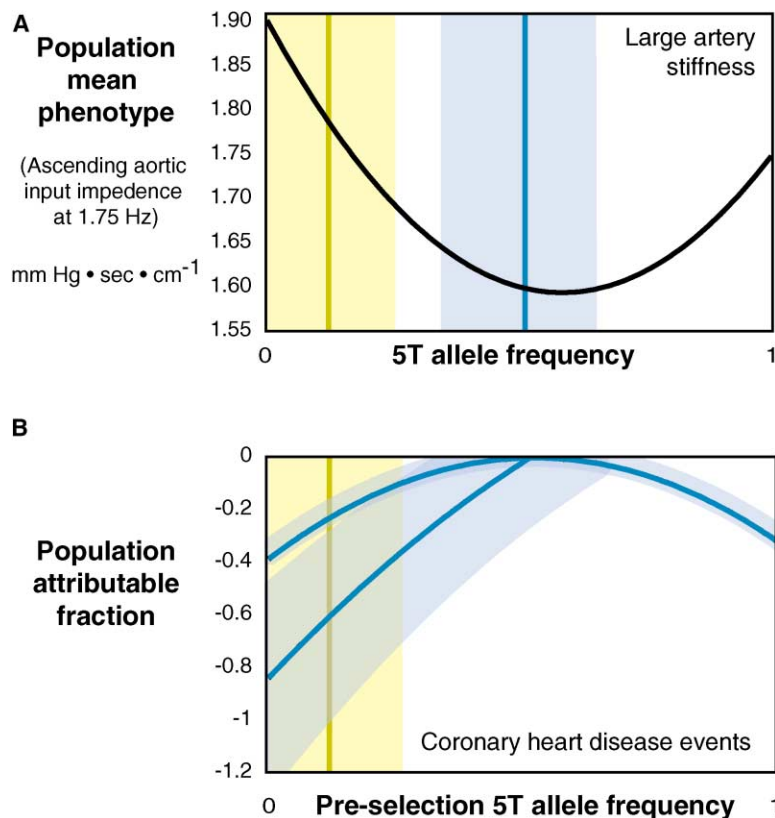 A
Population
mean
phenotype
(Ascending aortic
input impedence
at 1.75 Hz)
mm Hg • sec • cm-1
1.90
1.85
1.80
1.75
1.70
1.65
1.60
1.55
Large artery
stiffness
0
5T allele frequency
1
B
Population
attributable
fraction
0
-0.2
-0.4
-0.6
-0.8
-1
-1.2
Coronary heart disease events
0
Pre-selection 5T allele frequency
1